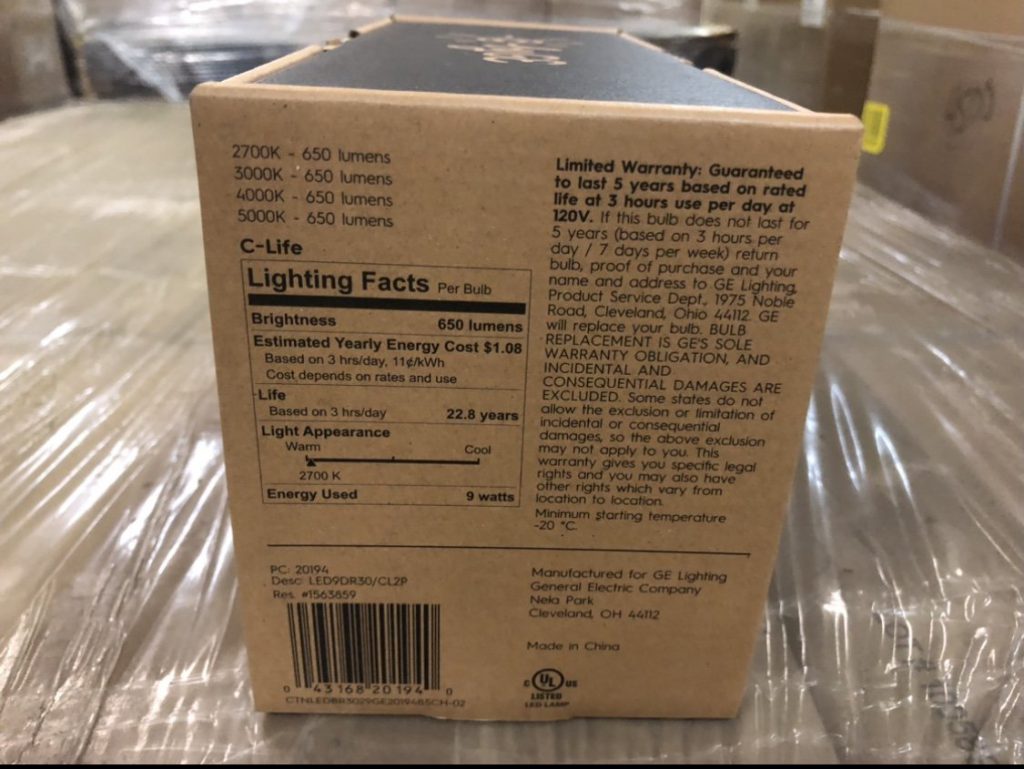 2700K - 650 lumens
3000K - 650 lumens
4000K - 650 lumens
5000K - 650 lumens
C-Life
Lighting Facts Per Bulb
Brightness 650 lumens
Estimated Yearly Energy Cost $1.08
Based on 3 hrs/day, 11¢/kWh
Cost depends on rates and use
Life
Based on 3 hrs/day 22.8 years
Light Appearance
Warm Cool
2700 K
Energy Used 9 watts
Limited Warranty: Guaranteed
to last 5 years based on rated
life at 3 hours use per day at
120V. If this bulb does not last for
5 years (based on 3 hours per
day / 7 days per week) return
bulb, proof of purchase and your
name and address to GE Lighting,
Product Service Dept., 1975 Noble
Road, Cleveland, Ohio 44112. GE
will replace your bulb. BULB
REPLACEMENT IS GE'S SOLE
WARRANTY OBLIGATION, AND
INCIDENTAL AND
CONSEQUENTIAL DAMAGES ARE
EXCLUDED. Some states do not
allow the exclusion or limitation of
incidental or consequential
damages, so the above exclusion
may not apply to you. This
warranty gives you specific legal
rights and you may also have
other rights which vary from
location to location.
Minimum starting temperature
-20 °C.
PC: 20194
Desc: LED9DR30/CL2P
Res. #1563859
0 43168 20194 0
Manufactured for GE Lighting
General Electric Company
Nela Park
Cleveland, OH 44112
Made in China
C UL US
LISTED
LED LAMP